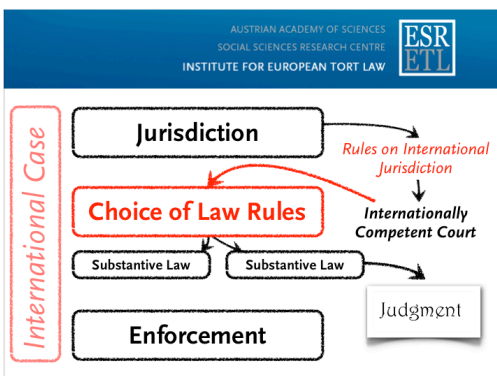 AUSTRIAN ACADEMY OF SCIENCES
SOCIAL SCIENCES RESEARCH CENTRE
INSTITUTE FOR EUROPEAN TORT LAW
ESR
ETL
International Case
Jurisdiction
Rules on International
Jurisdiction
Choice of Law Rules
Internationally
Competent Court
Substantive Law
Substantive Law
Judgment
Enforcement